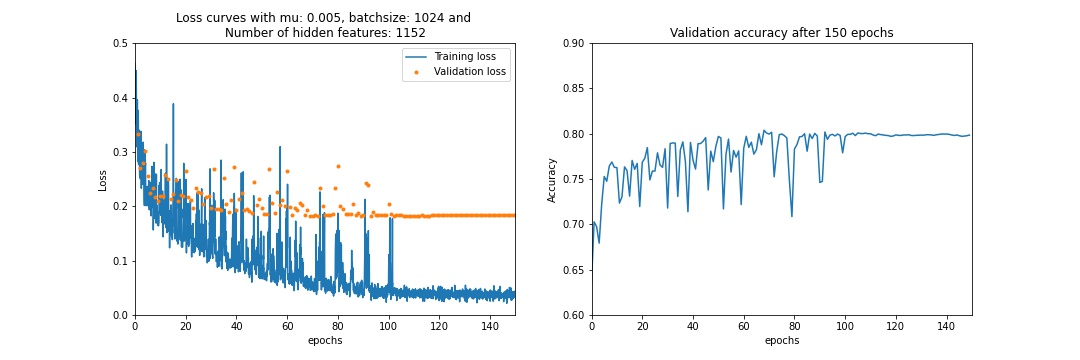 Loss curves with mu: 0.005, batchsize: 1024 and
Number of hidden features: 1152
0.5
0.4
0.3
0.2
0.1
0.0
Loss
Training loss
Validation loss
0 20 40 60 80 100 120 140
epochs
Validation accuracy after 150 epochs
0.90
0.85
0.80
0.75
0.70
0.65
0.60
Accuracy
0 20 40 60 80 100 120 140
epochs